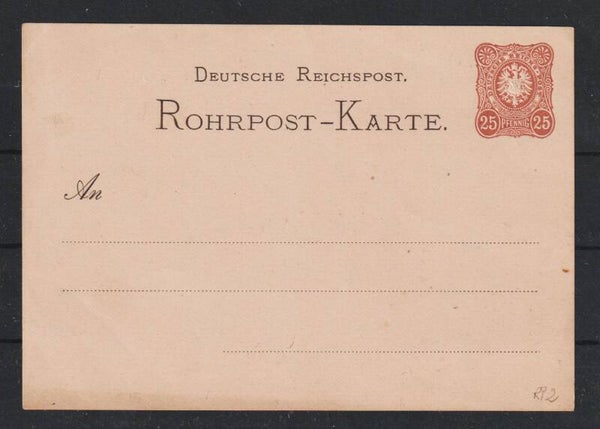 DEUTSCHE REICHSPOST.
ROHRPOST-KARTE.
25 PFENNIG 25
An
RP2